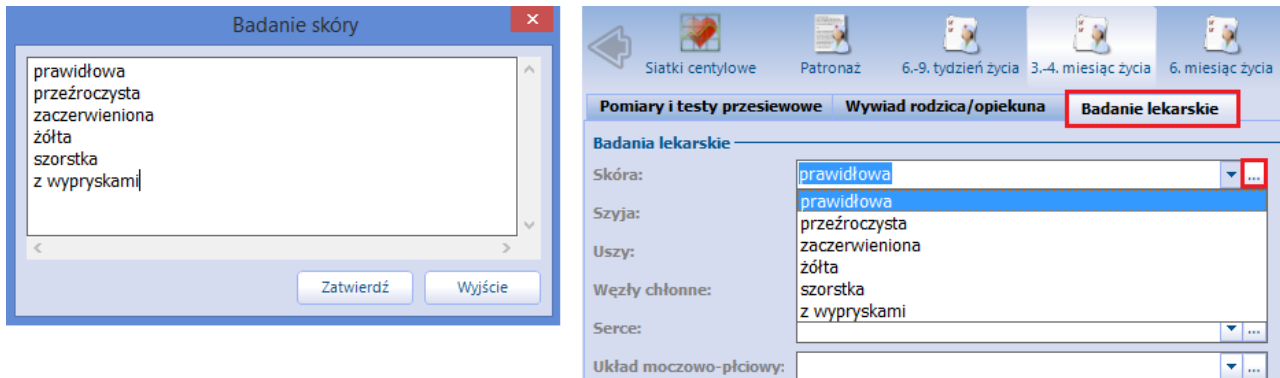 Badanie skóry
prawidłowa
przeźroczysta
zaczerwieniona
żółta
szorstka
z wypryskami
Zatwierdź
Wyjście
Siatki centylowe
Patronaż
6.-9. tydzień życia
3.-4. miesiąc życia
6. miesiąc życia
Pomiary i testy przesiewowe
Wywiad rodzica/opiekuna
Badanie lekarskie
Badania lekarskie
Skóra:
prawidłowa
...
prawidłowa
Szyja:
przeźroczysta
zaczerwieniona
Uszy:
żółta
Węzły chłonne:
szorstka
z wypryskami
Serce:
...
Układ moczowo-płciowy:
...